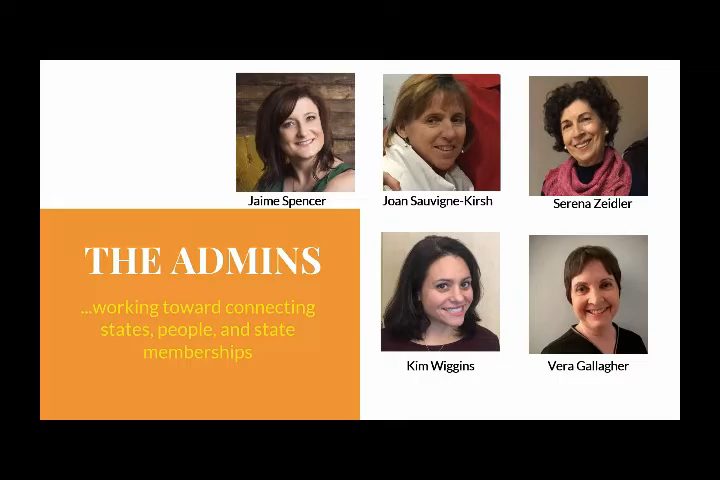 Jaime Spencer
Joan Sauvigne-Kirsh
Serena Zeidler
THE ADMINS
...working toward connecting
states, people, and state
memberships
Kim Wiggins
Vera Gallagher